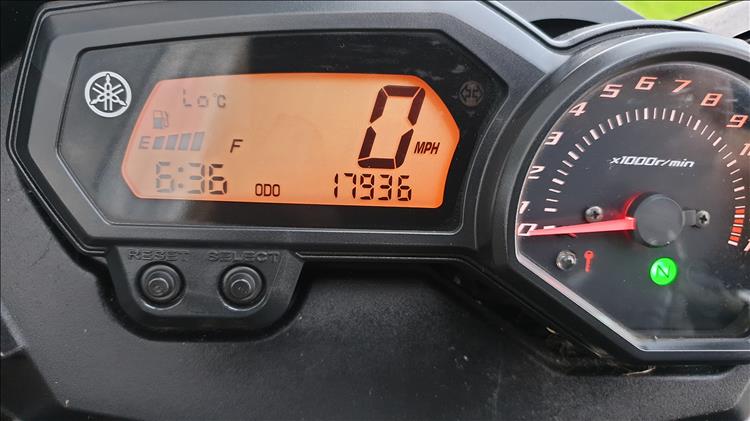 Lo°C
0 MPH
E F
6:36 ODO 17936
RESET SELECT
0 1 2 3 4 5 6 7 8 9
x1000r/min
N